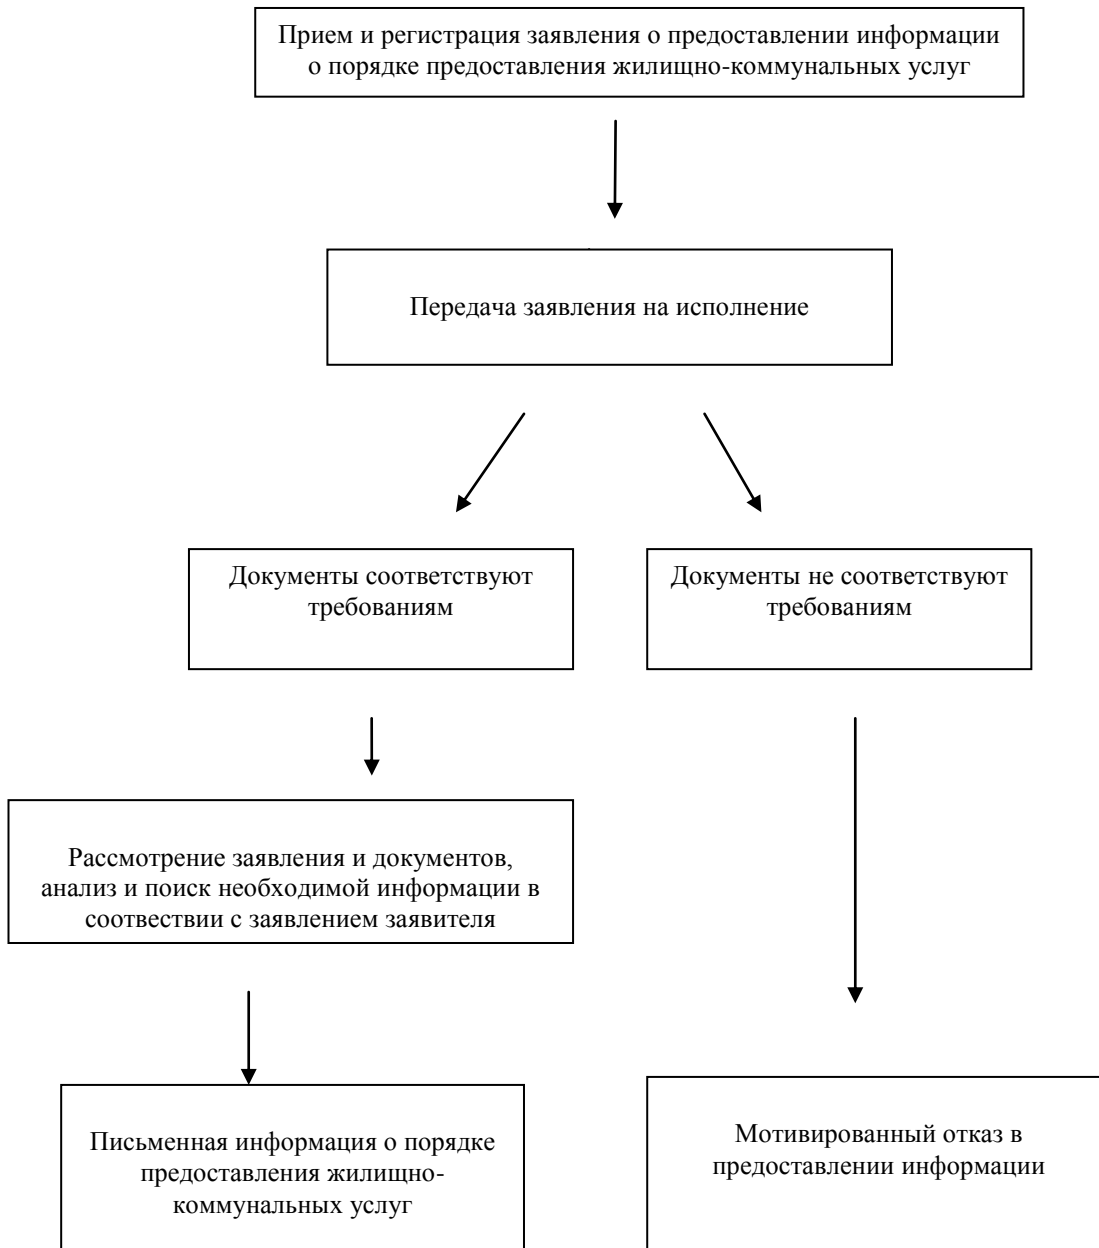 Прием и регистрация заявления о предоставлении информации
о порядке предоставления жилищно-коммунальных услуг
Передача заявления на исполнение
Документы соответствуют
требованиям
Документы не соответствуют
требованиям
Рассмотрение заявления и документов,
анализ и поиск необходимой информации в
соотвествии с заявлением заявителя
Письменная информация о порядке
предоставления жилищно-
коммунальных услуг
Мотивированный отказ в
предоставлении информации